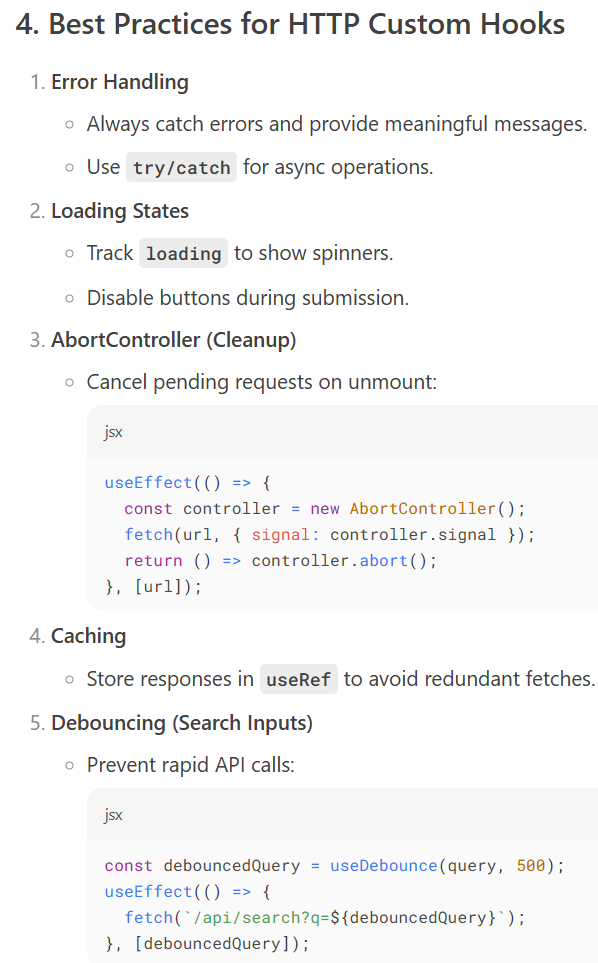 4. Best Practices for HTTP Custom Hooks
1. Error Handling
Always catch errors and provide meaningful messages.
Use try/catch for async operations.
2. Loading States
Track loading to show spinners.
Disable buttons during submission.
3. AbortController (Cleanup)
Cancel pending requests on unmount:
jsx
useEffect(() => {
  const controller = new AbortController();
  fetch(url, { signal: controller.signal });
  return () => controller.abort();
}, [url]);
4. Caching
Store responses in useRef to avoid redundant fetches.
5. Debouncing (Search Inputs)
Prevent rapid API calls:
jsx
const debouncedQuery = useDebounce(query, 500);
useEffect(() => {
  fetch(`/api/search?q=${debouncedQuery}`);
}, [debouncedQuery]);